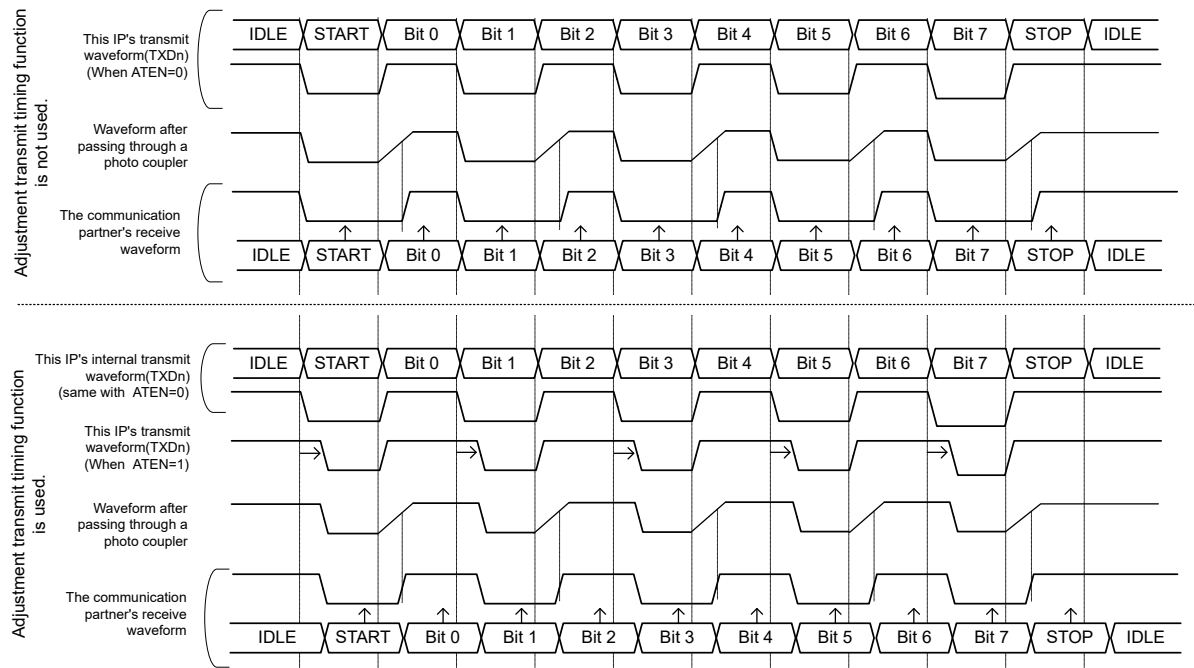 Adjustment transmit timing function
is not used.
This IP's transmit
waveform(TXDn)
(When ATEN=0)
IDLE START Bit 0 Bit 1 Bit 2 Bit 3 Bit 4 Bit 5 Bit 6 Bit 7 STOP IDLE
Waveform after
passing through a
photo coupler
The communication
partner's receive
waveform
IDLE START Bit 0 Bit 1 Bit 2 Bit 3 Bit 4 Bit 5 Bit 6 Bit 7 STOP IDLE
Adjustment transmit timing function
is used.
This IP's internal transmit
waveform(TXDn)
(same with ATEN=0)
IDLE START Bit 0 Bit 1 Bit 2 Bit 3 Bit 4 Bit 5 Bit 6 Bit 7 STOP IDLE
This IP's transmit
waveform(TXDn)
(When ATEN=1)
Waveform after
passing through a
photo coupler
The communication
partner's receive
waveform
IDLE START Bit 0 Bit 1 Bit 2 Bit 3 Bit 4 Bit 5 Bit 6 Bit 7 STOP IDLE